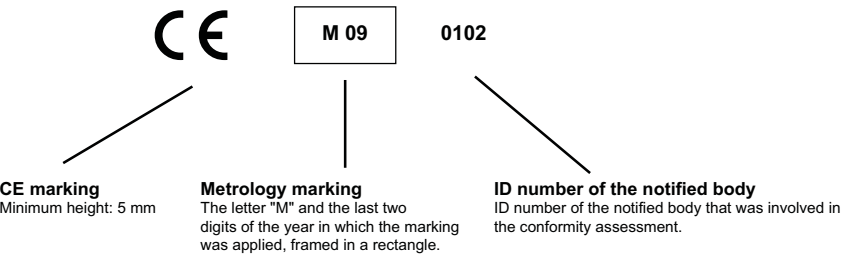 CE M 09 0102
CE marking
Minimum height: 5 mm
Metrology marking
The letter "M" and the last two
digits of the year in which the marking
was applied, framed in a rectangle.
ID number of the notified body
ID number of the notified body that was involved in
the conformity assessment.